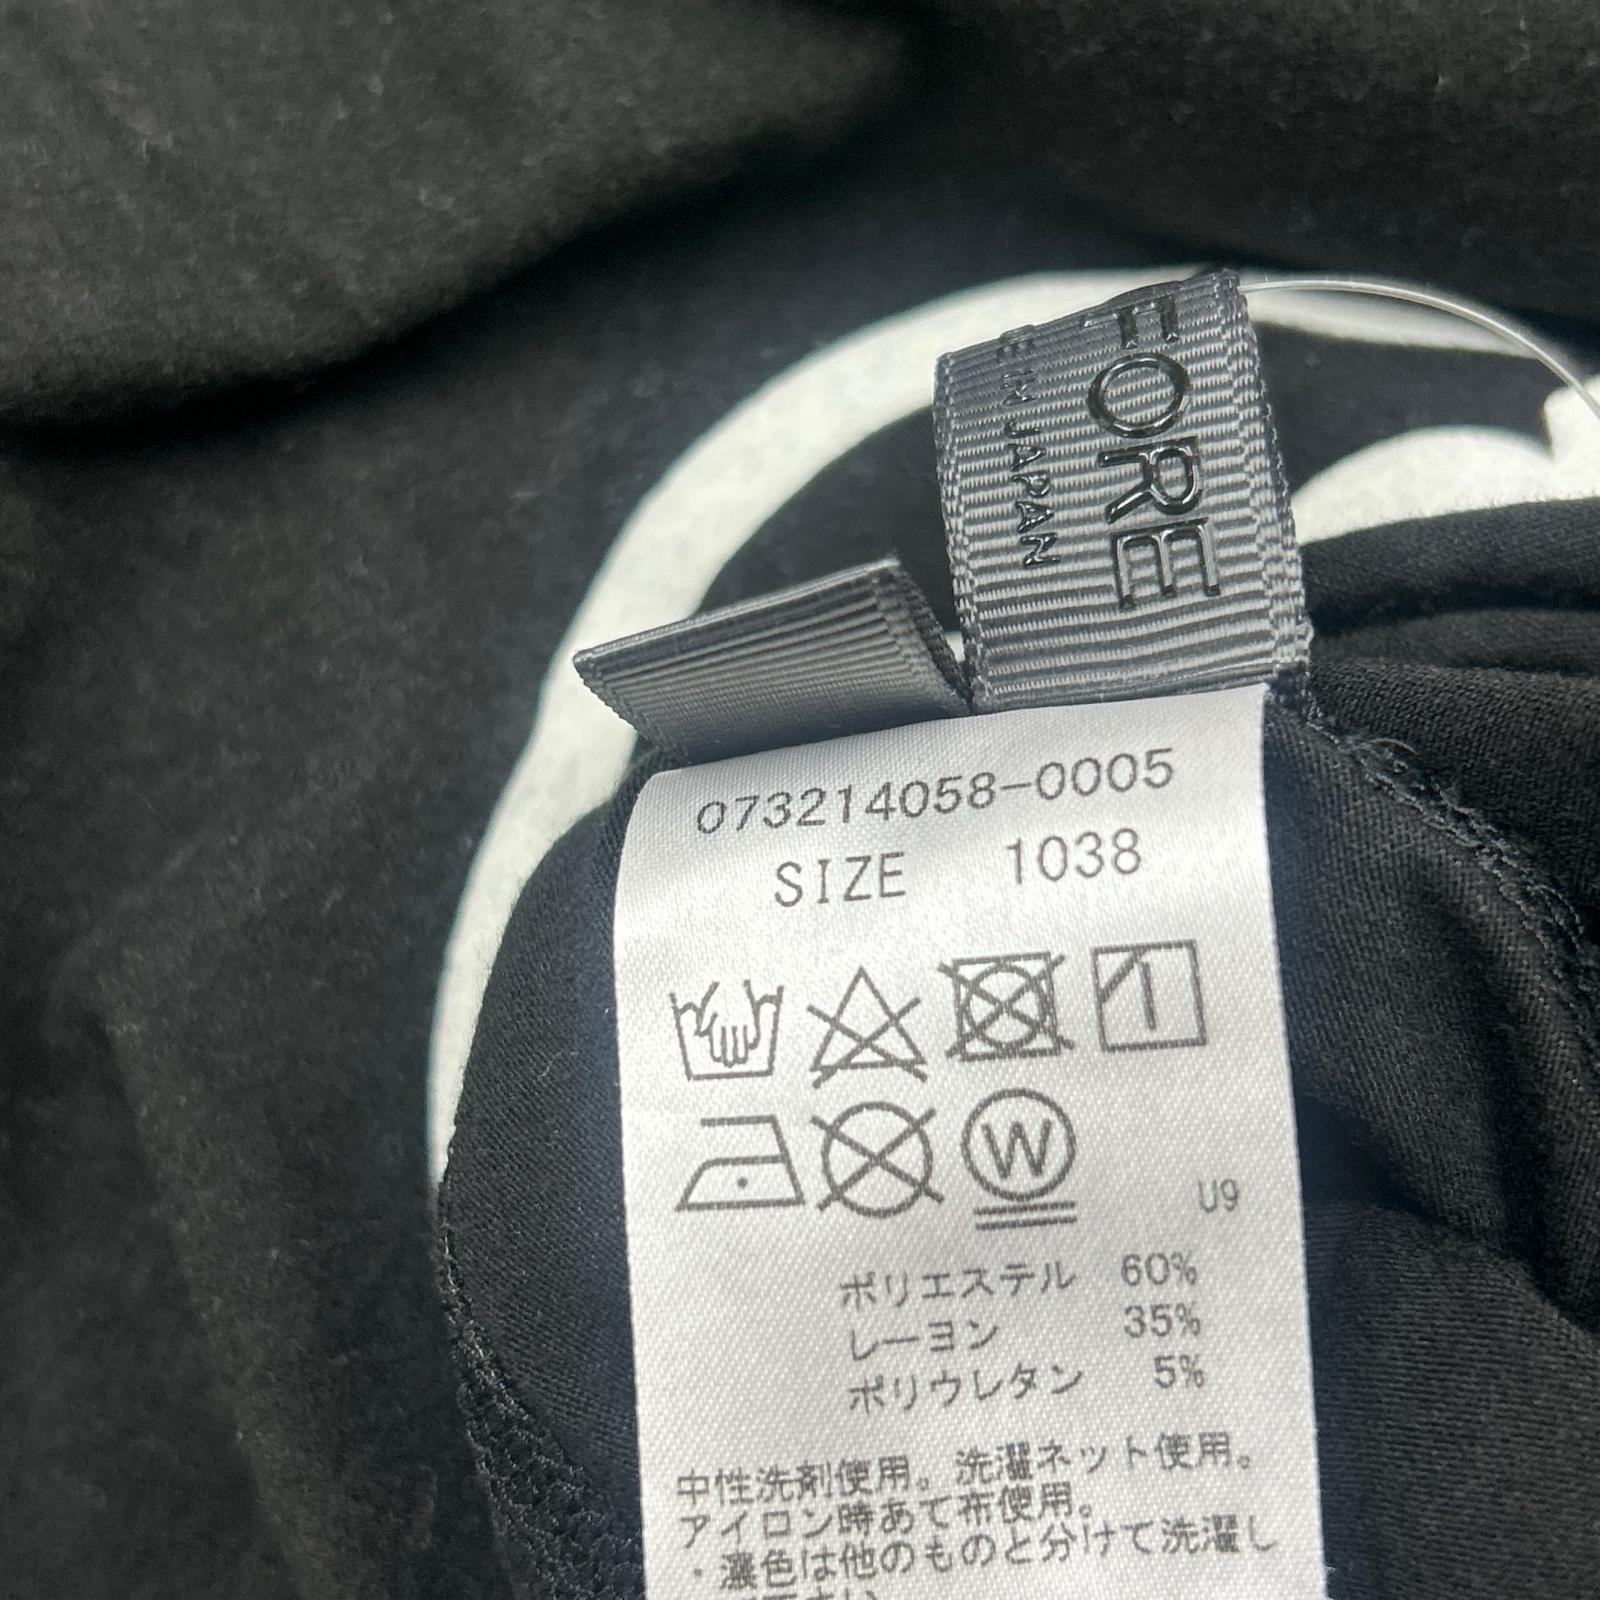 FORE
IN JAPAN
073214058-0005
SIZE 1038
W
U9
ポリエステル 60%
レーヨン 35%
ポリウレタン 5%
中性洗剤使用。洗濯ネット使用。
アイロン時あて布使用。
・濃色は他のものと分けて洗濯し